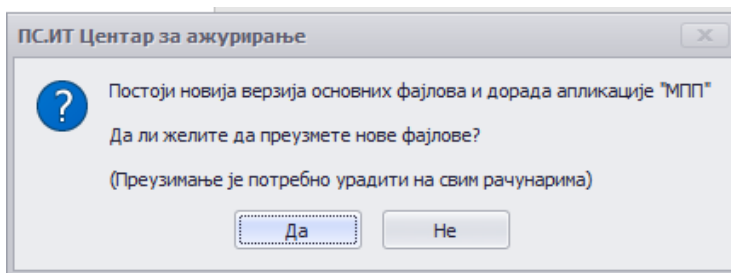 ПС.ИТ Центар за ажурирање
Постоји новија верзија основних фајлова и дорада апликације "МПП"
Да ли желите да преузмете нове фајлове?
(Преузимање је потребно урадити на свим рачунарима)
Да
Не